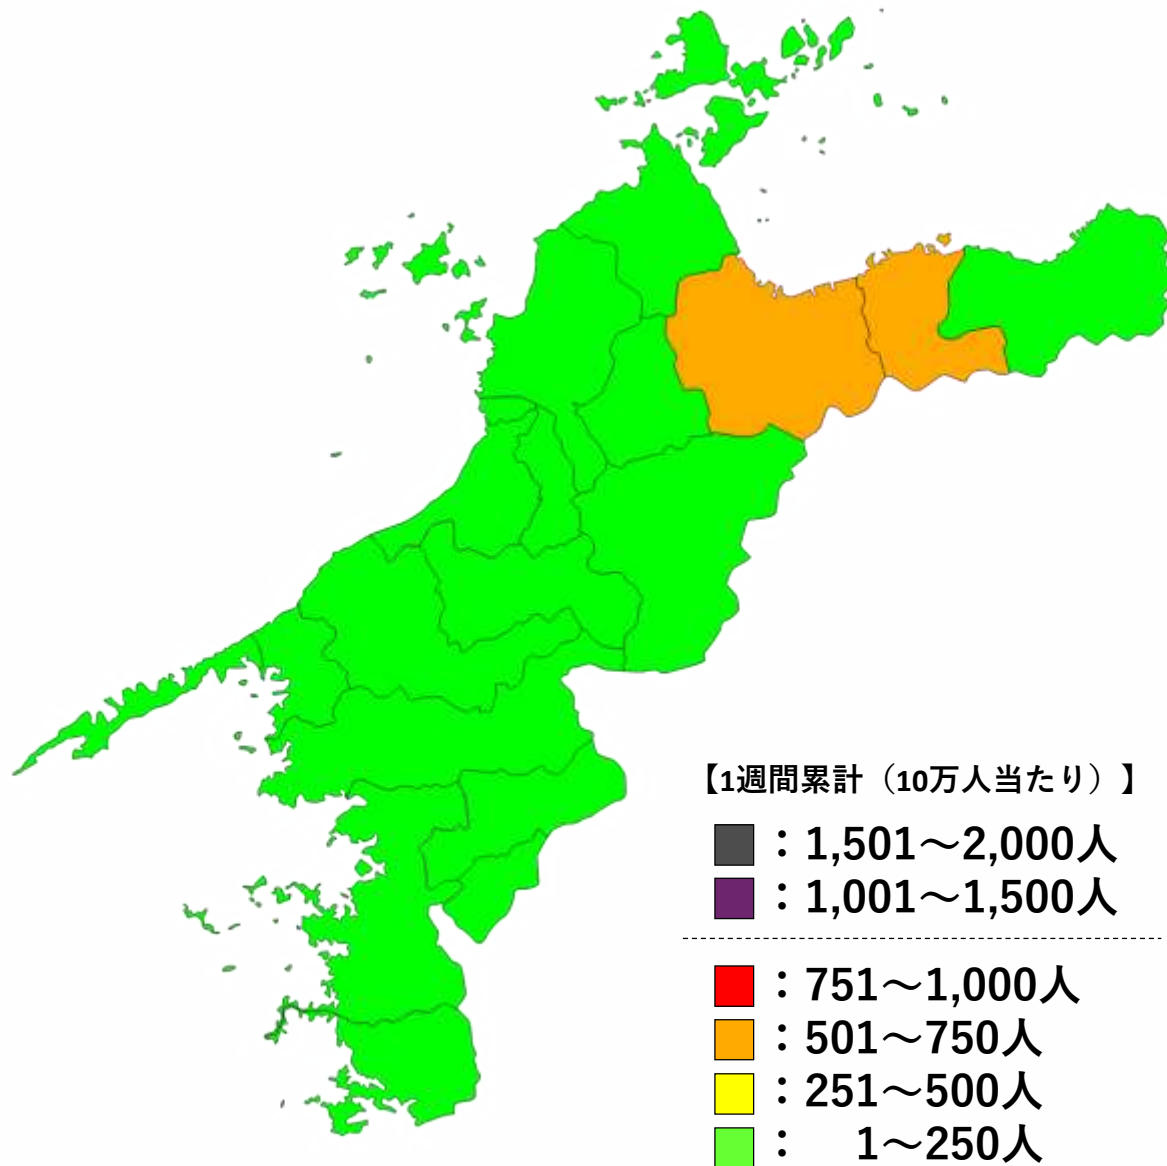 【1週間累計（10万人当たり）】
：1,501～2,000人
：1,001～1,500人
：751～1,000人
：501～750人
：251～500人
：　1～250人